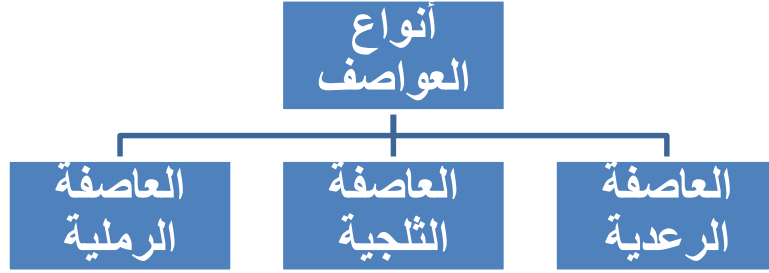 أنواع
العواصف
العاصفة
الرعدية
العاصفة
الثلجية
العاصفة
الرملية